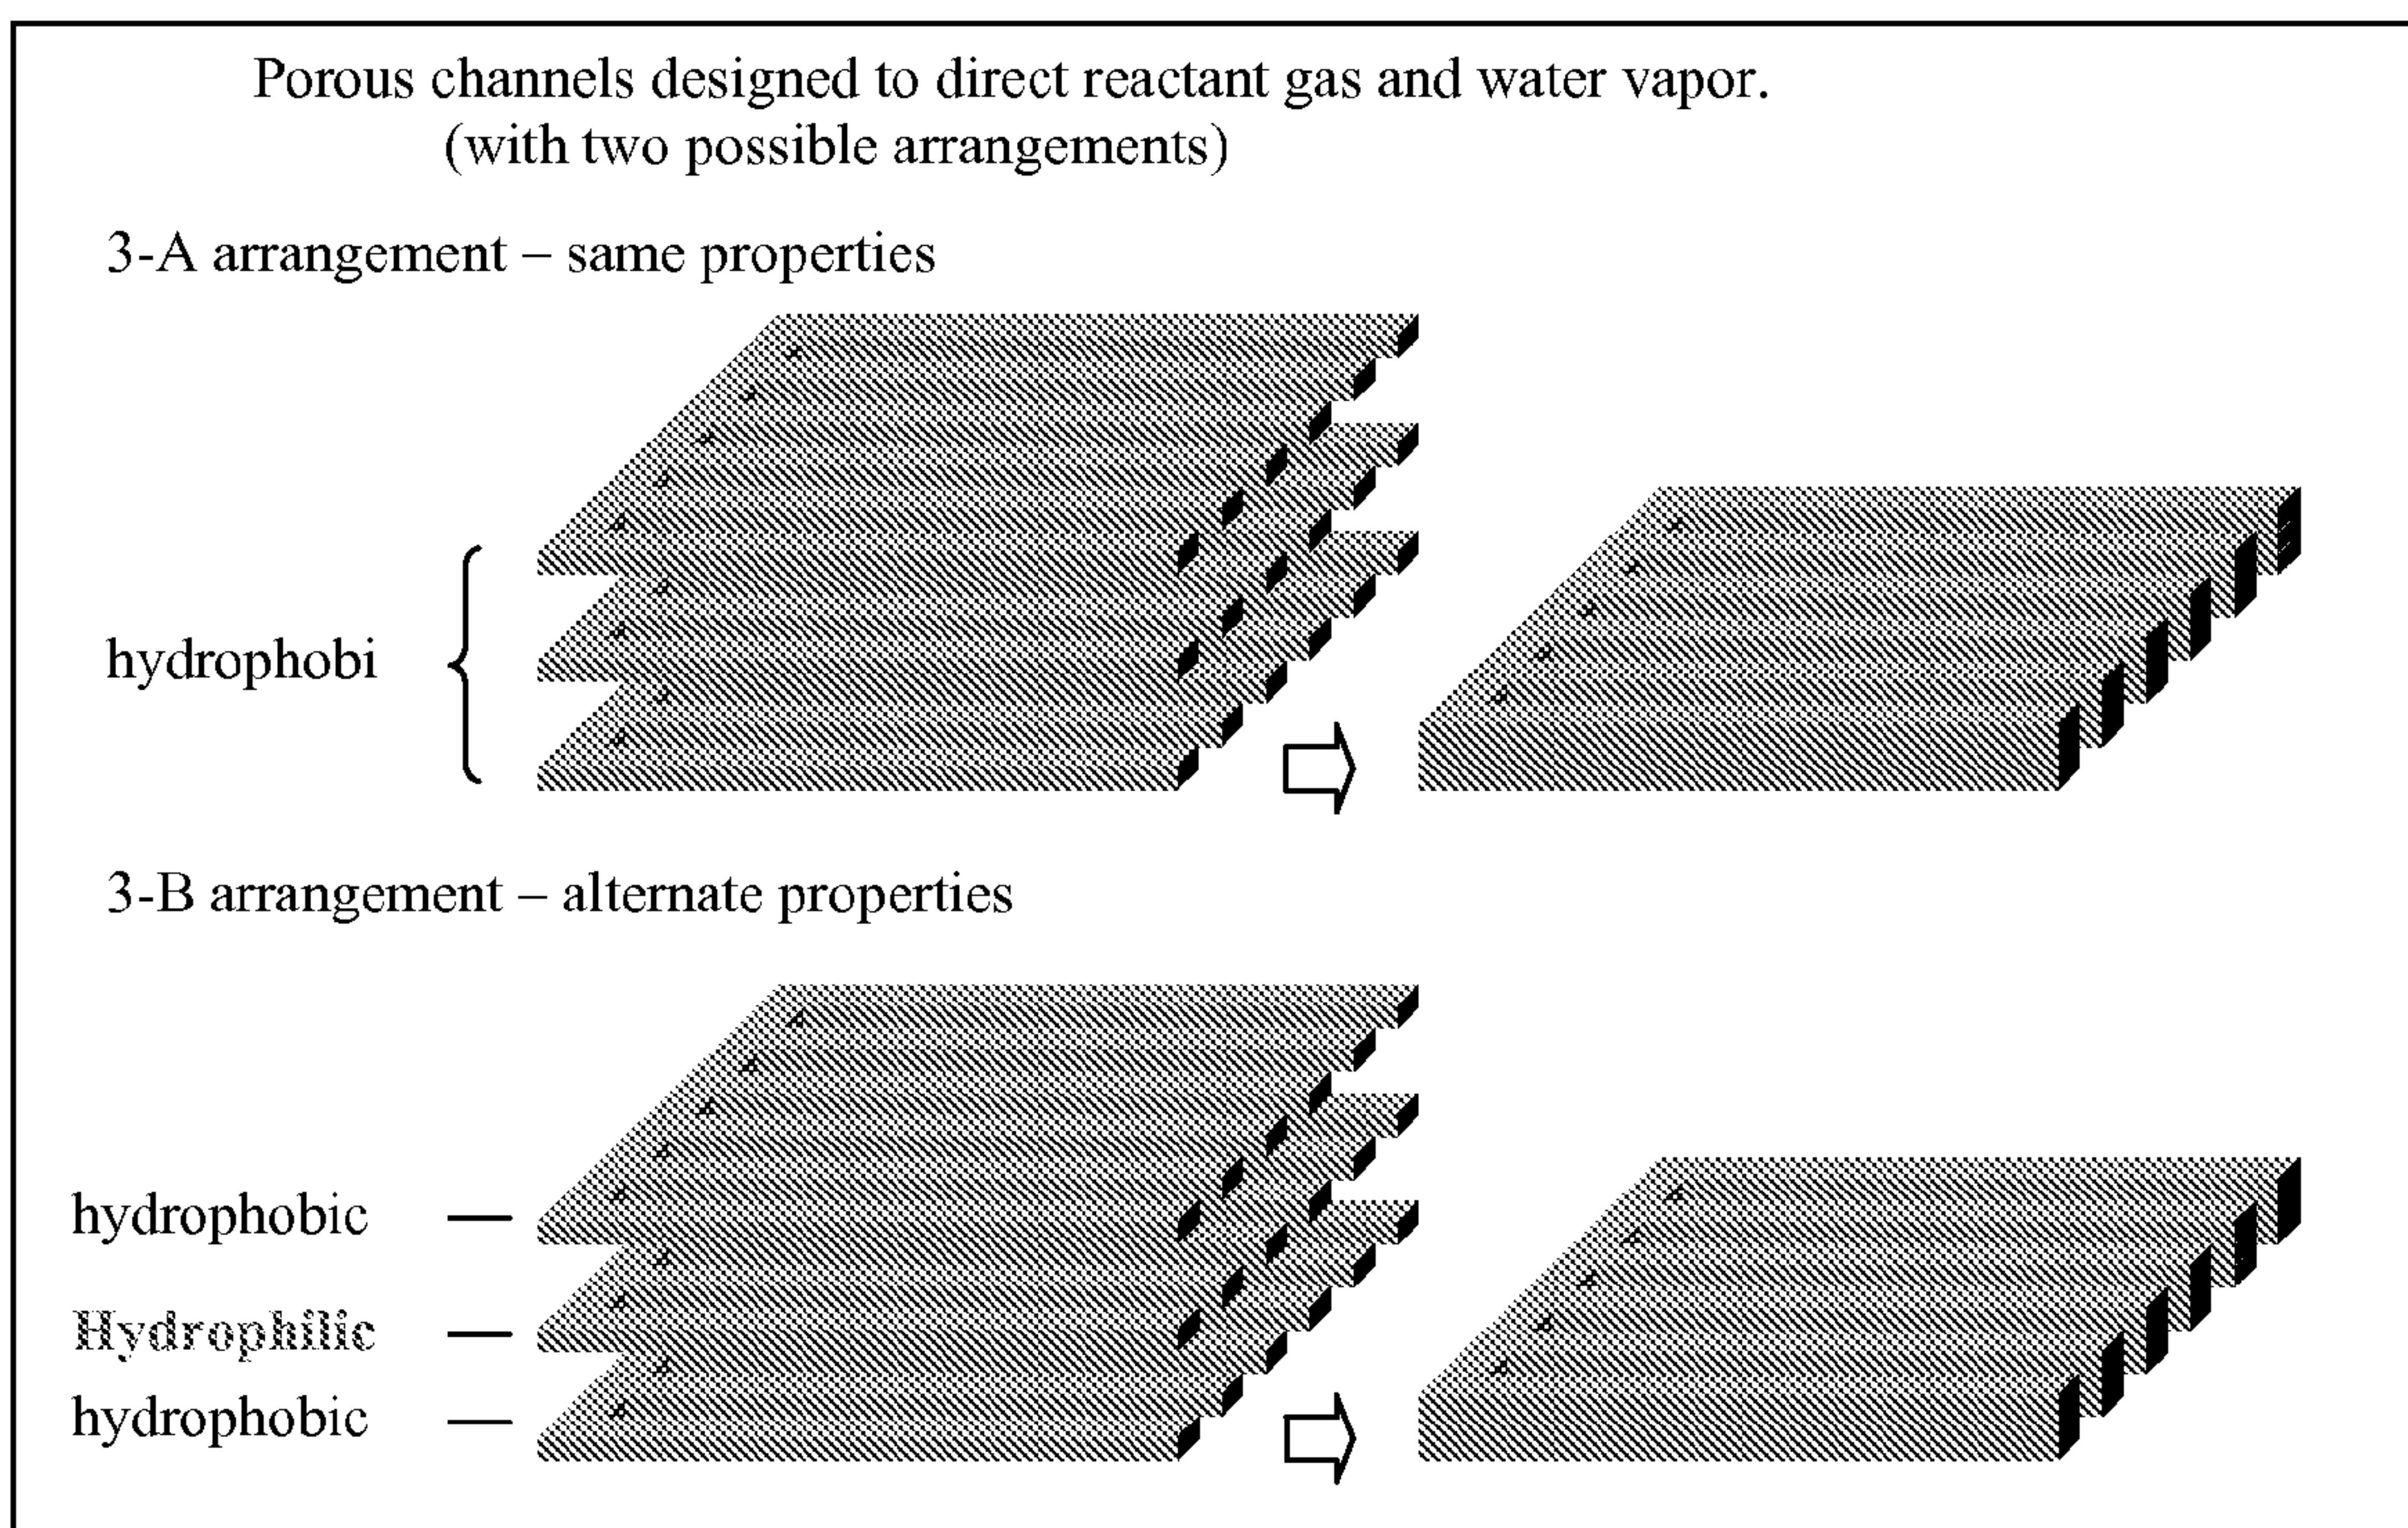 Porous channels designed to direct reactant gas and water vapor.
(with two possible arrangements)
3-A arrangement – same properties
hydrophobi
3-B arrangement – alternate properties
hydrophobic
Hydrophilic
hydrophobic